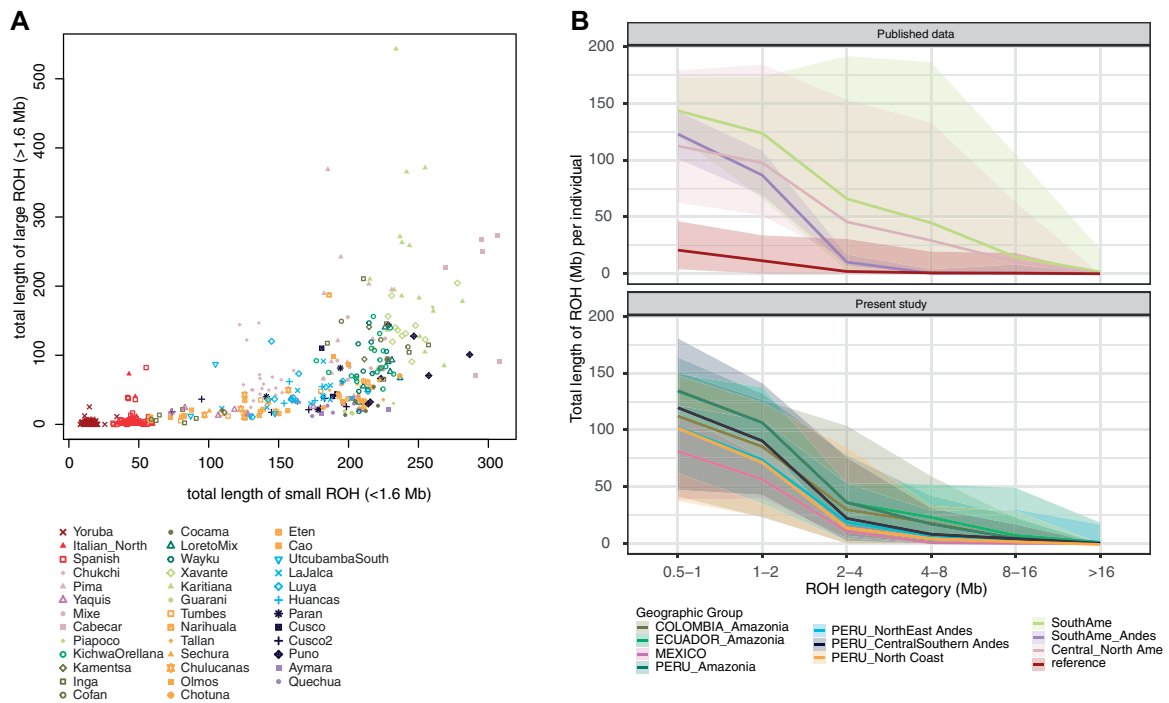 A
total length of large ROH (>1.6 Mb)
500
400
300
200
100
0
0 50 100 150 200 250 300
total length of small ROH (<1.6 Mb)
Yoruba
Italian_North
Spanish
Chukchi
Pima
Yaquis
Mixe
Cabecar
Piapoco
KichwaOrellana
Kamentsa
Inga
Cofan
Cocama
LoretoMix
Wayku
Xavante
Karitiana
Guarani
Tumbes
Narihuala
Tallan
Sechura
Chulucanas
Olmos
Chotuna
Eten
Cao
UtcubambaSouth
LaJalca
Luya
Huancas
Paran
Cusco
Cusco2
Puno
Aymara
Quechua
B
Total length of ROH (Mb) per individual
Published data
200
150
100
50
0
Present study
200
150
100
50
0
0.5−1 1−2 2−4 4−8 8−16 >16
ROH length category (Mb)
Geographic Group
COLOMBIA_Amazonia
ECUADOR_Amazonia
MEXICO
PERU_Amazonia
PERU_NorthEast Andes
PERU_CentralSouthern Andes
PERU_North Coast
SouthAme
SouthAme_Andes
Central_North Ame
reference